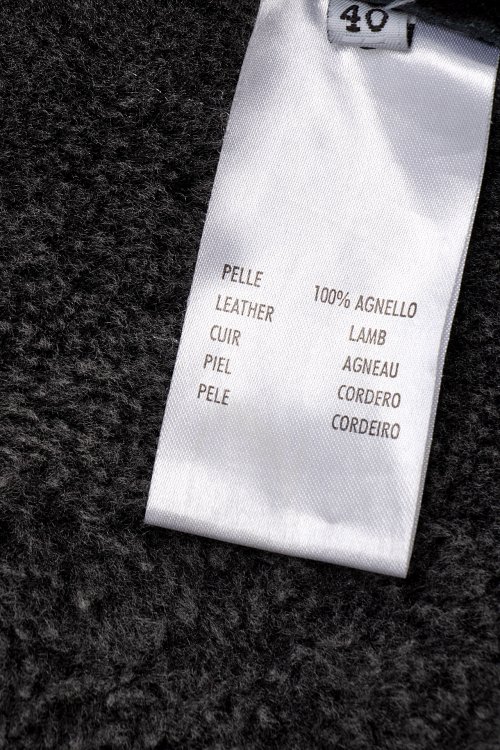 40
PELLE 100% AGNELLO
LEATHER LAMB
CUIR AGNEAU
PIEL CORDERO
PELE CORDEIRO